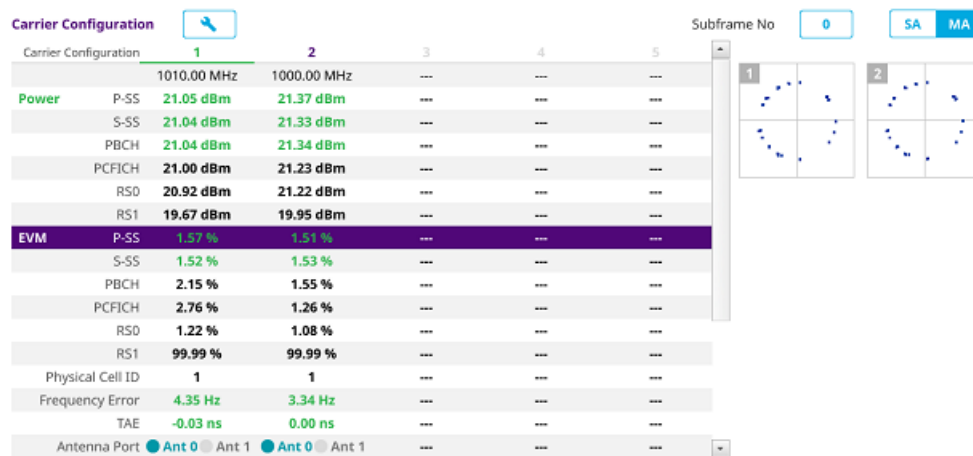 Carrier Configuration Subframe No 0 SA MA
Carrier Configuration 1 2 3 4 5
1010.00 MHz 1000.00 MHz --- --- ---
Power P-SS 21.05 dBm 21.37 dBm --- --- ---
S-SS 21.04 dBm 21.33 dBm --- --- ---
PBCH 21.04 dBm 21.34 dBm --- --- ---
PCFICH 21.00 dBm 21.23 dBm --- --- ---
RS0 20.92 dBm 21.22 dBm --- --- ---
RS1 19.67 dBm 19.95 dBm --- --- ---
EVM P-SS 1.57 % 1.51 % --- --- ---
S-SS 1.52 % 1.53 % --- --- ---
PBCH 2.15 % 1.55 % --- --- ---
PCFICH 2.76 % 1.26 % --- --- ---
RS0 1.22 % 1.08 % --- --- ---
RS1 99.99 % 99.99 % --- --- ---
Physical Cell ID 1 1 --- --- ---
Frequency Error 4.35 Hz 3.34 Hz --- --- ---
TAE -0.03 ns 0.00 ns --- --- ---
Antenna Port Ant 0 Ant 1 Ant 0 Ant 1 --- --- ---
1 2